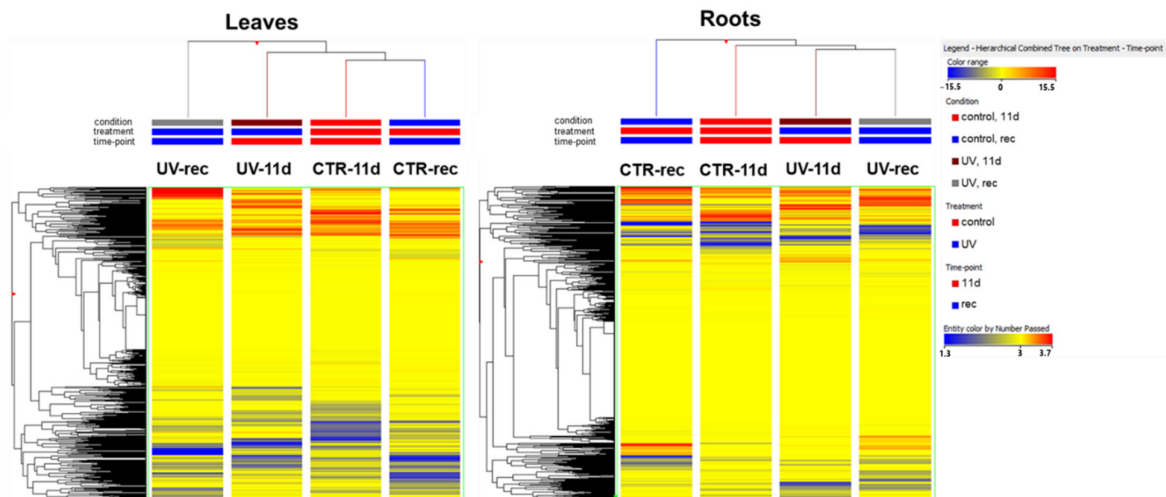 Leaves
condition
treatment
time-point
UV-rec UV-11d CTR-11d CTR-rec
Roots
condition
treatment
time-point
CTR-rec CTR-11d UV-11d UV-rec
Legend - Hierarchical Combined Tree on Treatment - Time-point
Color range
-15.5 0 15.5
Condition
control, 11d
control, rec
UV, 11d
UV, rec
Treatment
control
UV
Time-point
11d
rec
Entity color by Number Passed
1.3 3 3.7